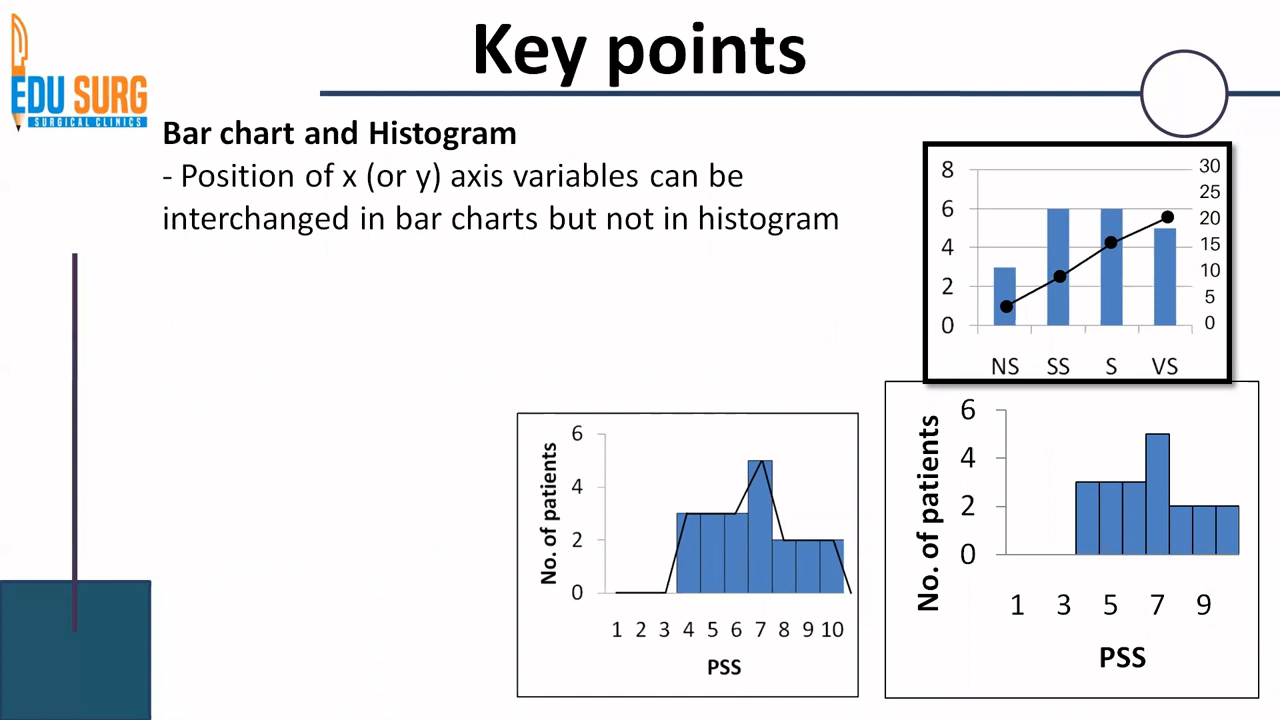 Key points
EDU SURG
SURGICAL CLINICS
Bar chart and Histogram
- Position of x (or y) axis variables can be
interchanged in bar charts but not in histogram
8
6
4
2
0
30
25
20
15
10
5
0
NS SS S VS
No. of patients
6
4
2
0
1 2 3 4 5 6 7 8 9 10
PSS
No. of patients
6
4
2
0
1 3 5 7 9
PSS